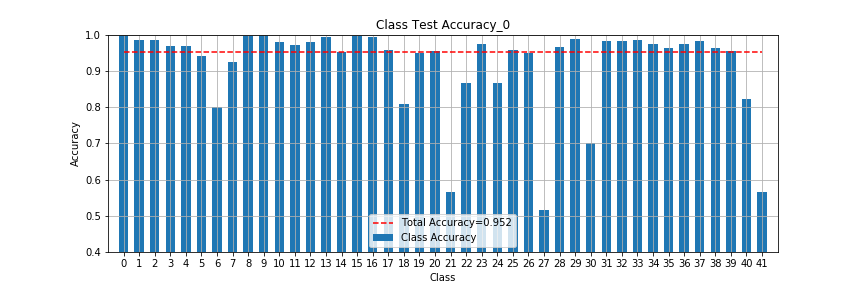 Class Test Accuracy_0
1.0
0.9
0.8
0.7
0.6
0.5
0.4
Accuracy
Total Accuracy=0.952
Class Accuracy
0 1 2 3 4 5 6 7 8 9 10 11 12 13 14 15 16 17 18 19 20 21 22 23 24 25 26 27 28 29 30 31 32 33 34 35 36 37 38 39 40 41
Class